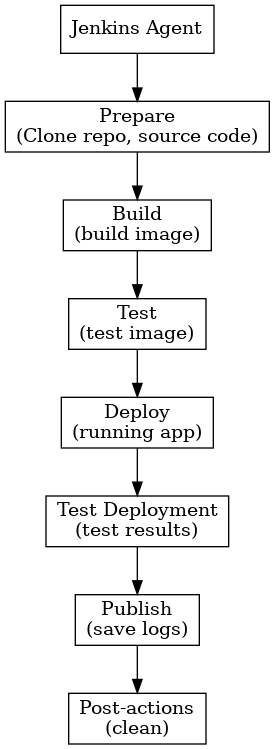 Jenkins Agent
Prepare
(Clone repo, source code)
Build
(build image)
Test
(test image)
Deploy
(running app)
Test Deployment
(test results)
Publish
(save logs)
Post-actions
(clean)